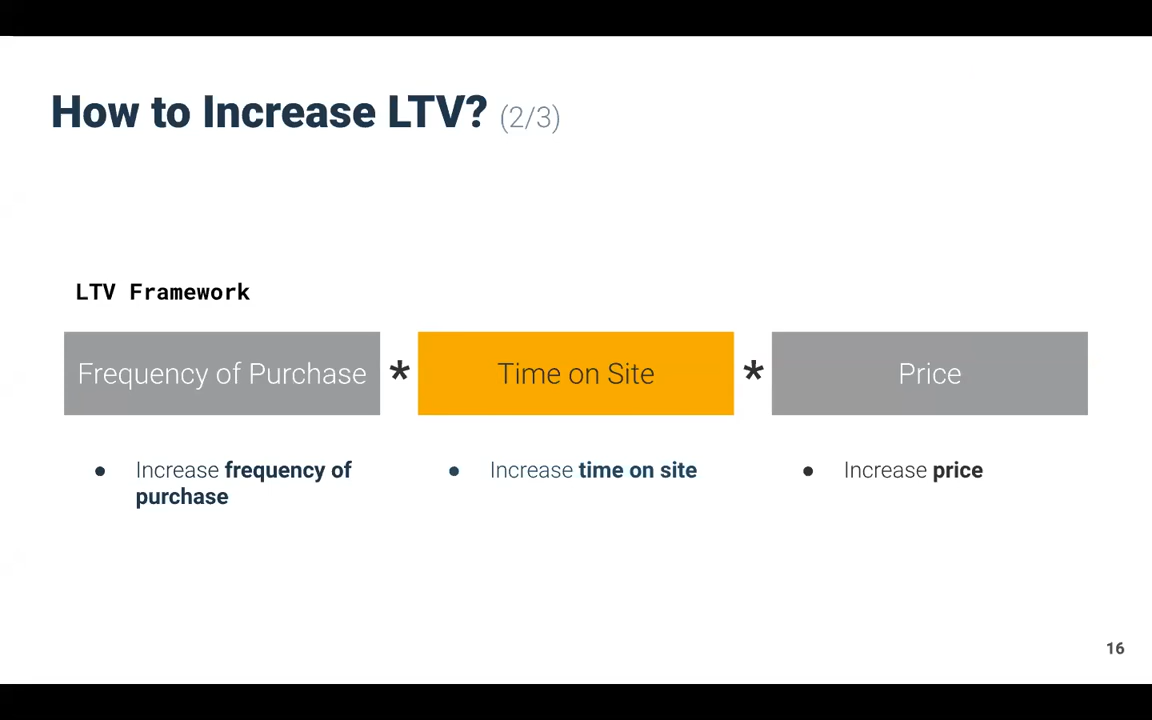 How to Increase LTV? (2/3)
LTV Framework
Frequency of Purchase * Time on Site * Price
● Increase frequency of
purchase
● Increase time on site
● Increase price
16